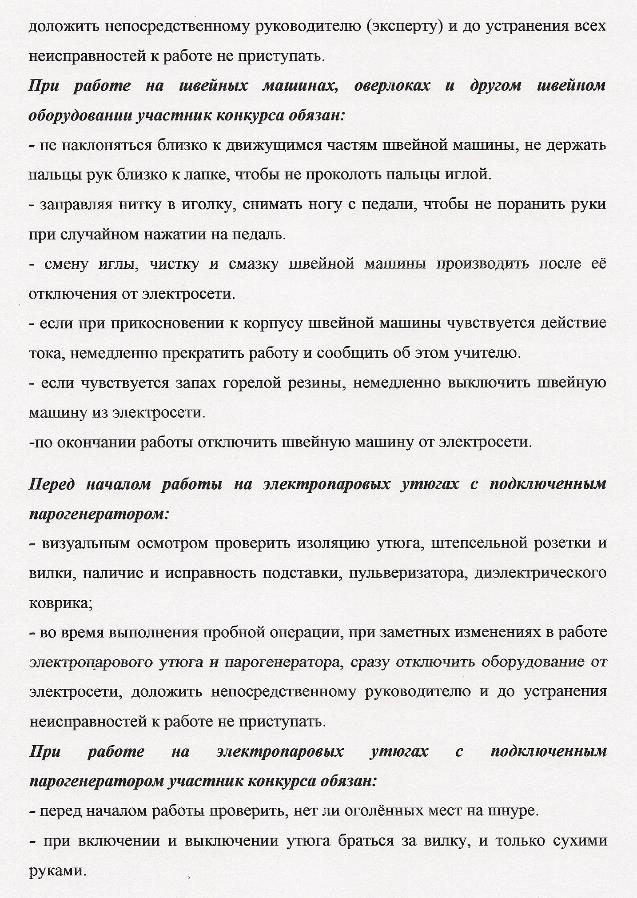 доложить непосредственному руководителю (эксперту) и до устранения всех
неисправностей к работе не приступать.
При работе на швейных машинах, оверлоках и другом швейном
оборудовании участник конкурса обязан:
- не наклоняться близко к движущимся частям швейной машины, не держать
пальцы рук близко к лапке, чтобы не проколоть пальцы иглой.
- заправляя нитку в иголку, снимать ногу с педали, чтобы не поранить руки
при случайном нажатии на педаль.
- смену иглы, чистку и смазку швейной машины производить после её
отключения от электросети.
- если при прикосновении к корпусу швейной машины чувствуется действие
тока, немедленно прекратить работу и сообщить об этом учителю.
- если чувствуется запах горелой резины, немедленно выключить швейную
машину из электросети.
-по окончании работы отключить швейную машину от электросети.
Перед началом работы на электропаровых утюгах с подключенным
парогенератором:
- визуальным осмотром проверить изоляцию утюга, штепсельной розетки и
вилки, наличие и исправность подставки, пульверизатора, диэлектрического
коврика;
- во время выполнения пробной операции, при заметных изменениях в работе
электропарового утюга и парогенератора, сразу отключить оборудование от
электросети, доложить непосредственному руководителю и до устранения
неисправностей к работе не приступать.
При работе на электропаровых утюгах с подключенным
парогенератором участник конкурса обязан:
- перед началом работы проверить, нет ли оголённых мест на шнуре.
- при включении и выключении утюга браться за вилку, и только сухими
руками.